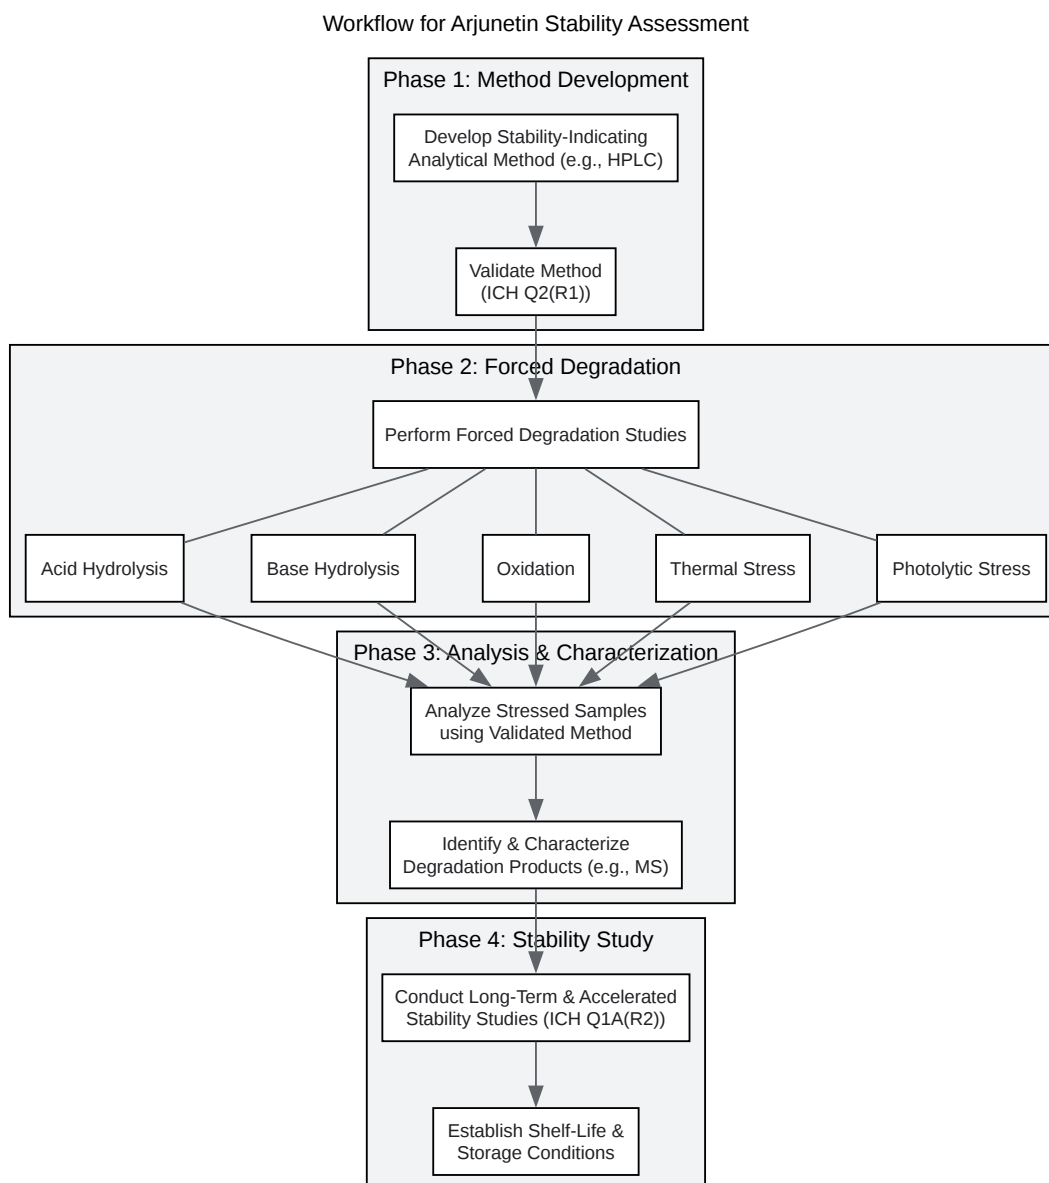 Workflow for Arjunetin Stability Assessment
Phase 1: Method Development
Develop Stability-Indicating
Analytical Method (e.g., HPLC)
Validate Method
(ICH Q2(R1))
Phase 2: Forced Degradation
Perform Forced Degradation Studies
Acid Hydrolysis
Base Hydrolysis
Oxidation
Thermal Stress
Photolytic Stress
Phase 3: Analysis & Characterization
Analyze Stressed Samples
using Validated Method
Identify & Characterize
Degradation Products (e.g., MS)
Phase 4: Stability Study
Conduct Long-Term & Accelerated
Stability Studies (ICH Q1A(R2))
Establish Shelf-Life &
Storage Conditions